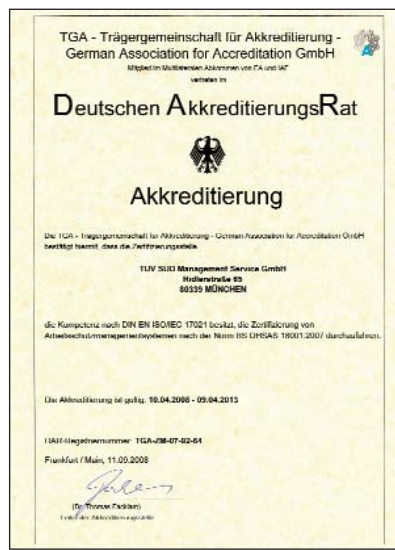 TGA - Trägergemeinschaft für Akkreditierung -
German Association for Accreditation GmbH
Mitglied im Multilateralen Abkommen von EA und IAF
vertreten im
Deutschen AkkreditierungsRat
Akkreditierung
Die TGA - Trägergemeinschaft für Akkreditierung - German Association for Accreditation GmbH
bestätigt hiermit, dass die Zertifizierungsstelle
TÜV SÜD Management Service GmbH
Ridlerstraße 65
80339 MÜNCHEN
die Kompetenz nach DIN EN ISO/IEC 17021 besitzt, die Zertifizierung von
Arbeitsschutzmanagementsystemen nach der Norm BS OHSAS 18001:2007 durchzuführen.
Die Akkreditierung ist gültig: 10.04.2008 - 09.04.2013
DAR-Registriernummer: TGA-ZM-07-92-64
Frankfurt / Main, 11.09.2008
(Dr. Thomas Facklam)
Leiter der Akkreditierungsstelle